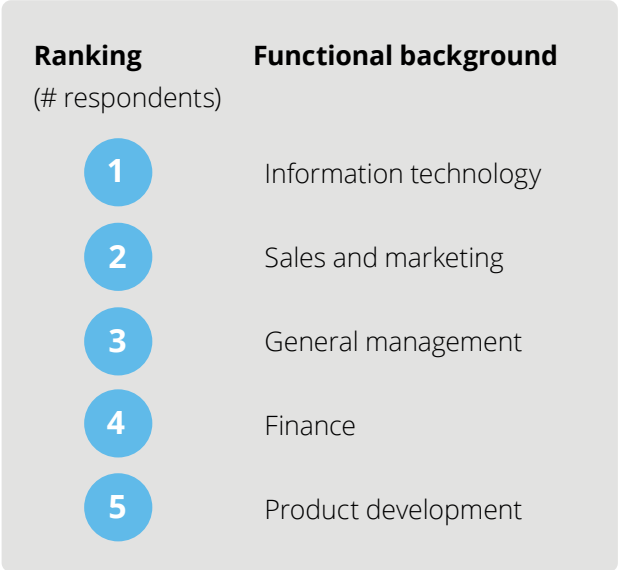 Ranking Functional background
(# respondents)
1 Information technology
2 Sales and marketing
3 General management
4 Finance
5 Product development